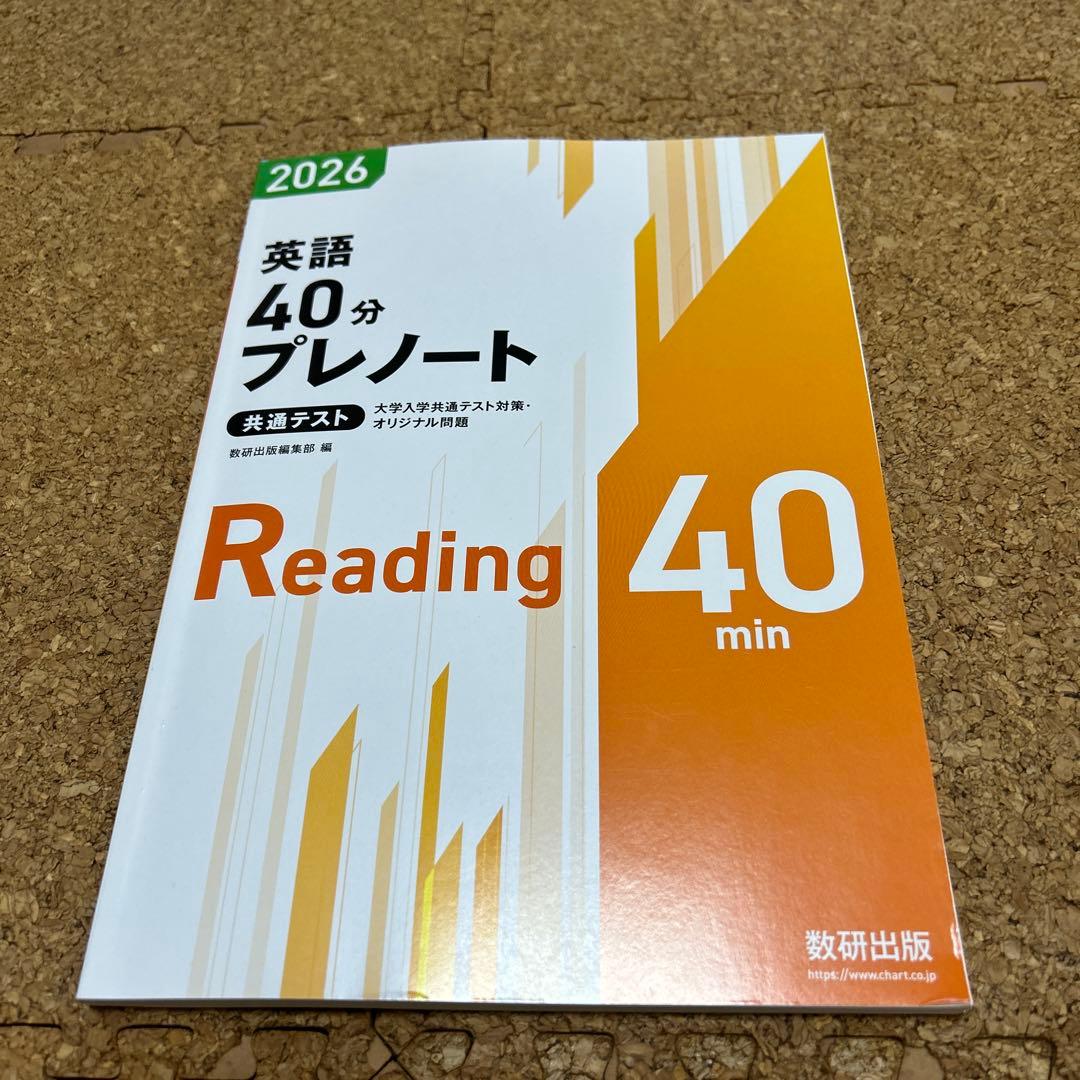 2026
英語
40分
プレノート
共通テスト
大学入学共通テスト対策・
オリジナル問題
数研出版編集部 編
Reading
40
min
数研出版
https://www.chart.co.jp